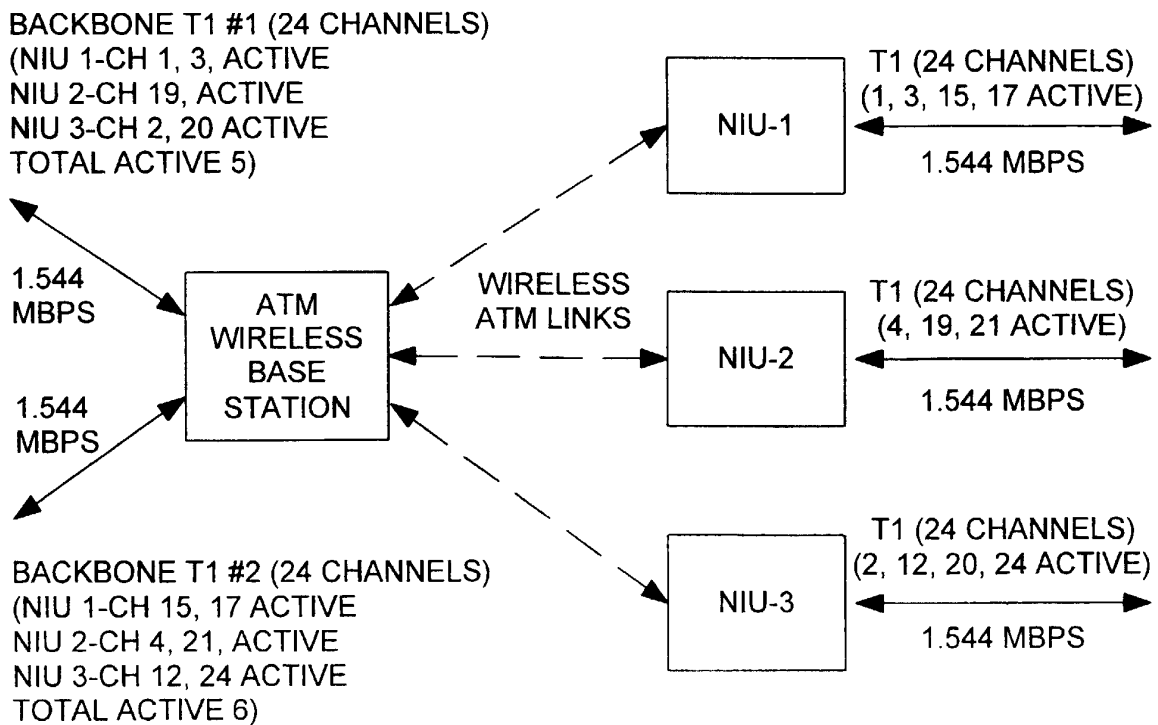 BACKBONE T1 #1 (24 CHANNELS)
(NIU 1-CH 1, 3, ACTIVE
NIU 2-CH 19, ACTIVE
NIU 3-CH 2, 20 ACTIVE
TOTAL ACTIVE 5)
1.544
MBPS
1.544
MBPS
ATM
WIRELESS
BASE
STATION
WIRELESS
ATM LINKS
NIU-1
T1 (24 CHANNELS)
(1, 3, 15, 17 ACTIVE)
1.544 MBPS
NIU-2
T1 (24 CHANNELS)
(4, 19, 21 ACTIVE)
1.544 MBPS
NIU-3
T1 (24 CHANNELS)
(2, 12, 20, 24 ACTIVE)
1.544 MBPS
BACKBONE T1 #2 (24 CHANNELS)
(NIU 1-CH 15, 17 ACTIVE
NIU 2-CH 4, 21, ACTIVE
NIU 3-CH 12, 24 ACTIVE
TOTAL ACTIVE 6)